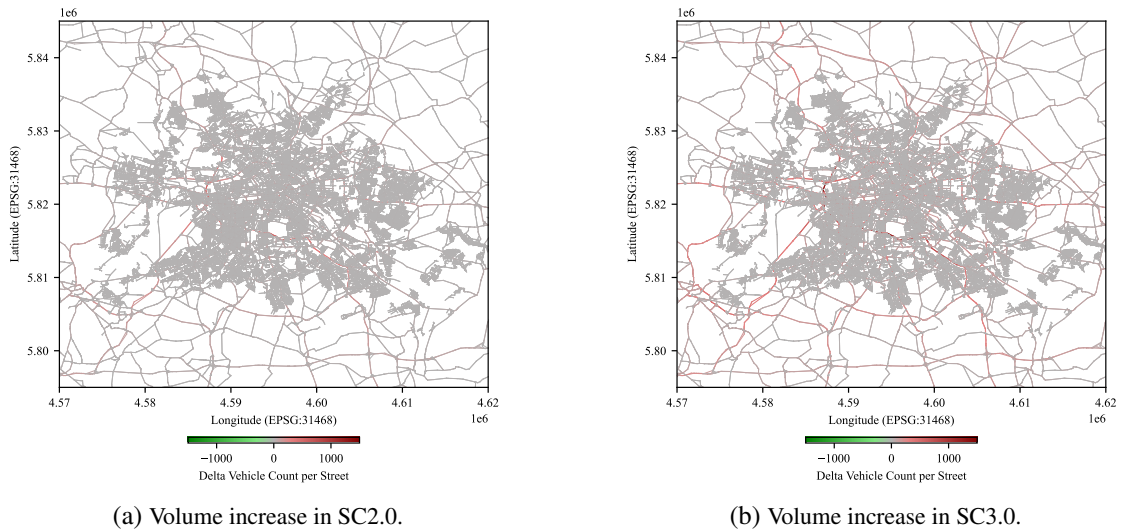 1e6
5.84
5.83
5.82
5.81
5.80
Latitude (EPSG:31468)
4.57 4.58 4.59 4.60 4.61 4.62
Longitude (EPSG:31468)
1e6
−1000 0 1000
Delta Vehicle Count per Street
(a) Volume increase in SC2.0.
1e6
5.84
5.83
5.82
5.81
5.80
Latitude (EPSG:31468)
4.57 4.58 4.59 4.60 4.61 4.62
Longitude (EPSG:31468)
1e6
−1000 0 1000
Delta Vehicle Count per Street
(b) Volume increase in SC3.0.